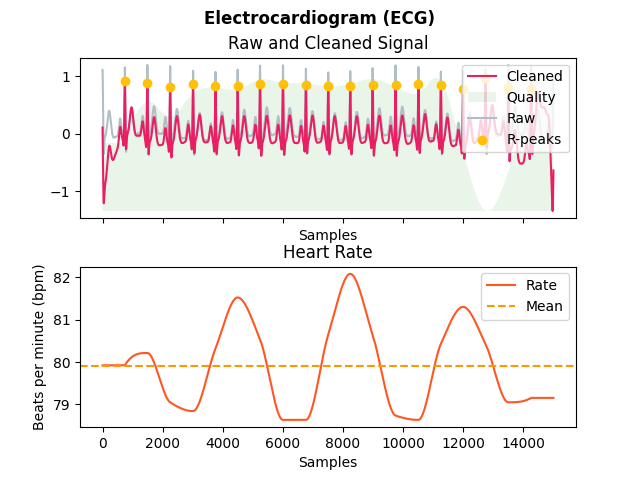 Electrocardiogram (ECG)
Raw and Cleaned Signal
1
0
−1
Cleaned
Quality
Raw
R-peaks
Samples
Heart Rate
82
81
80
79
Beats per minute (bpm)
Rate
Mean
0 2000 4000 6000 8000 10000 12000 14000
Samples